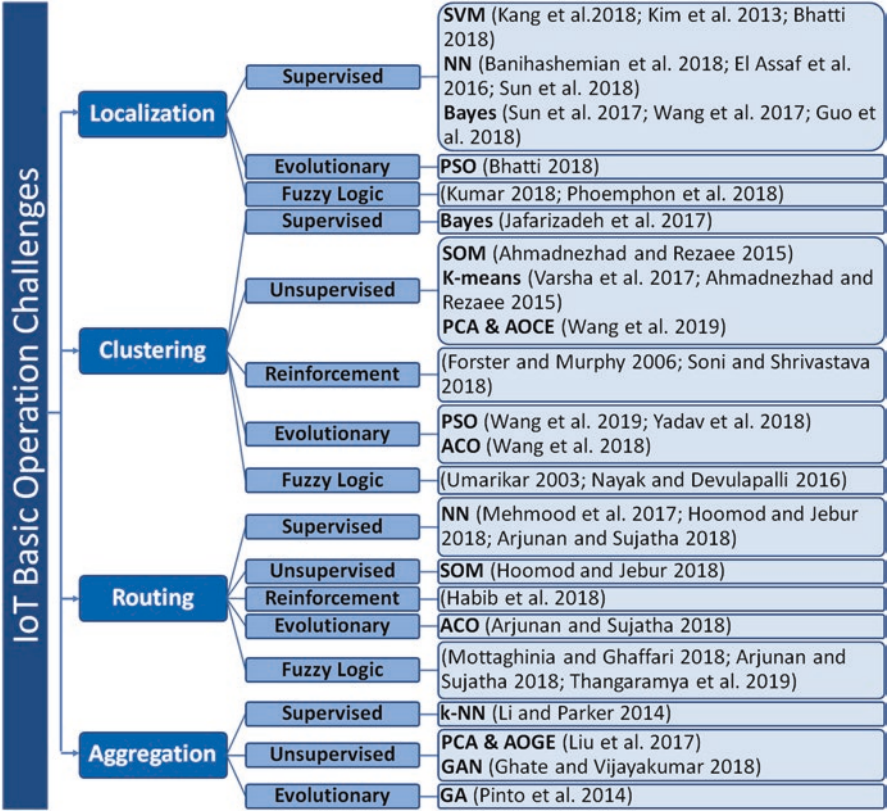 IoT Basic Operation Challenges
Localization
Supervised
SVM (Kang et al.2018; Kim et al. 2013; Bhatti
2018)
NN (Banihashemian et al. 2018; El Assaf et al.
2016; Sun et al. 2018)
Bayes (Sun et al. 2017; Wang et al. 2017; Guo et
al. 2018)
Evolutionary
PSO (Bhatti 2018)
Fuzzy Logic
(Kumar 2018; Phoemphon et al. 2018)
Clustering
Supervised
Bayes (Jafarizadeh et al. 2017)
Unsupervised
SOM (Ahmadnezhad and Rezaee 2015)
K-means (Varsha et al. 2017; Ahmadnezhad and
Rezaee 2015)
PCA & AOCE (Wang et al. 2019)
Reinforcement
(Forster and Murphy 2006; Soni and Shrivastava
2018)
Evolutionary
PSO (Wang et al. 2019; Yadav et al. 2018)
ACO (Wang et al. 2018)
Fuzzy Logic
(Umarikar 2003; Nayak and Devulapalli 2016)
Routing
Supervised
NN (Mehmood et al. 2017; Hoomod and Jebur
2018; Arjunan and Sujatha 2018)
Unsupervised
SOM (Hoomod and Jebur 2018)
Reinforcement
(Habib et al. 2018)
Evolutionary
ACO (Arjunan and Sujatha 2018)
Fuzzy Logic
(Mottaghinia and Ghaffari 2018; Arjunan and
Sujatha 2018; Thangaramya et al. 2019)
Aggregation
Supervised
k-NN (Li and Parker 2014)
Unsupervised
PCA & AOGE (Liu et al. 2017)
GAN (Ghate and Vijayakumar 2018)
Evolutionary
GA (Pinto et al. 2014)